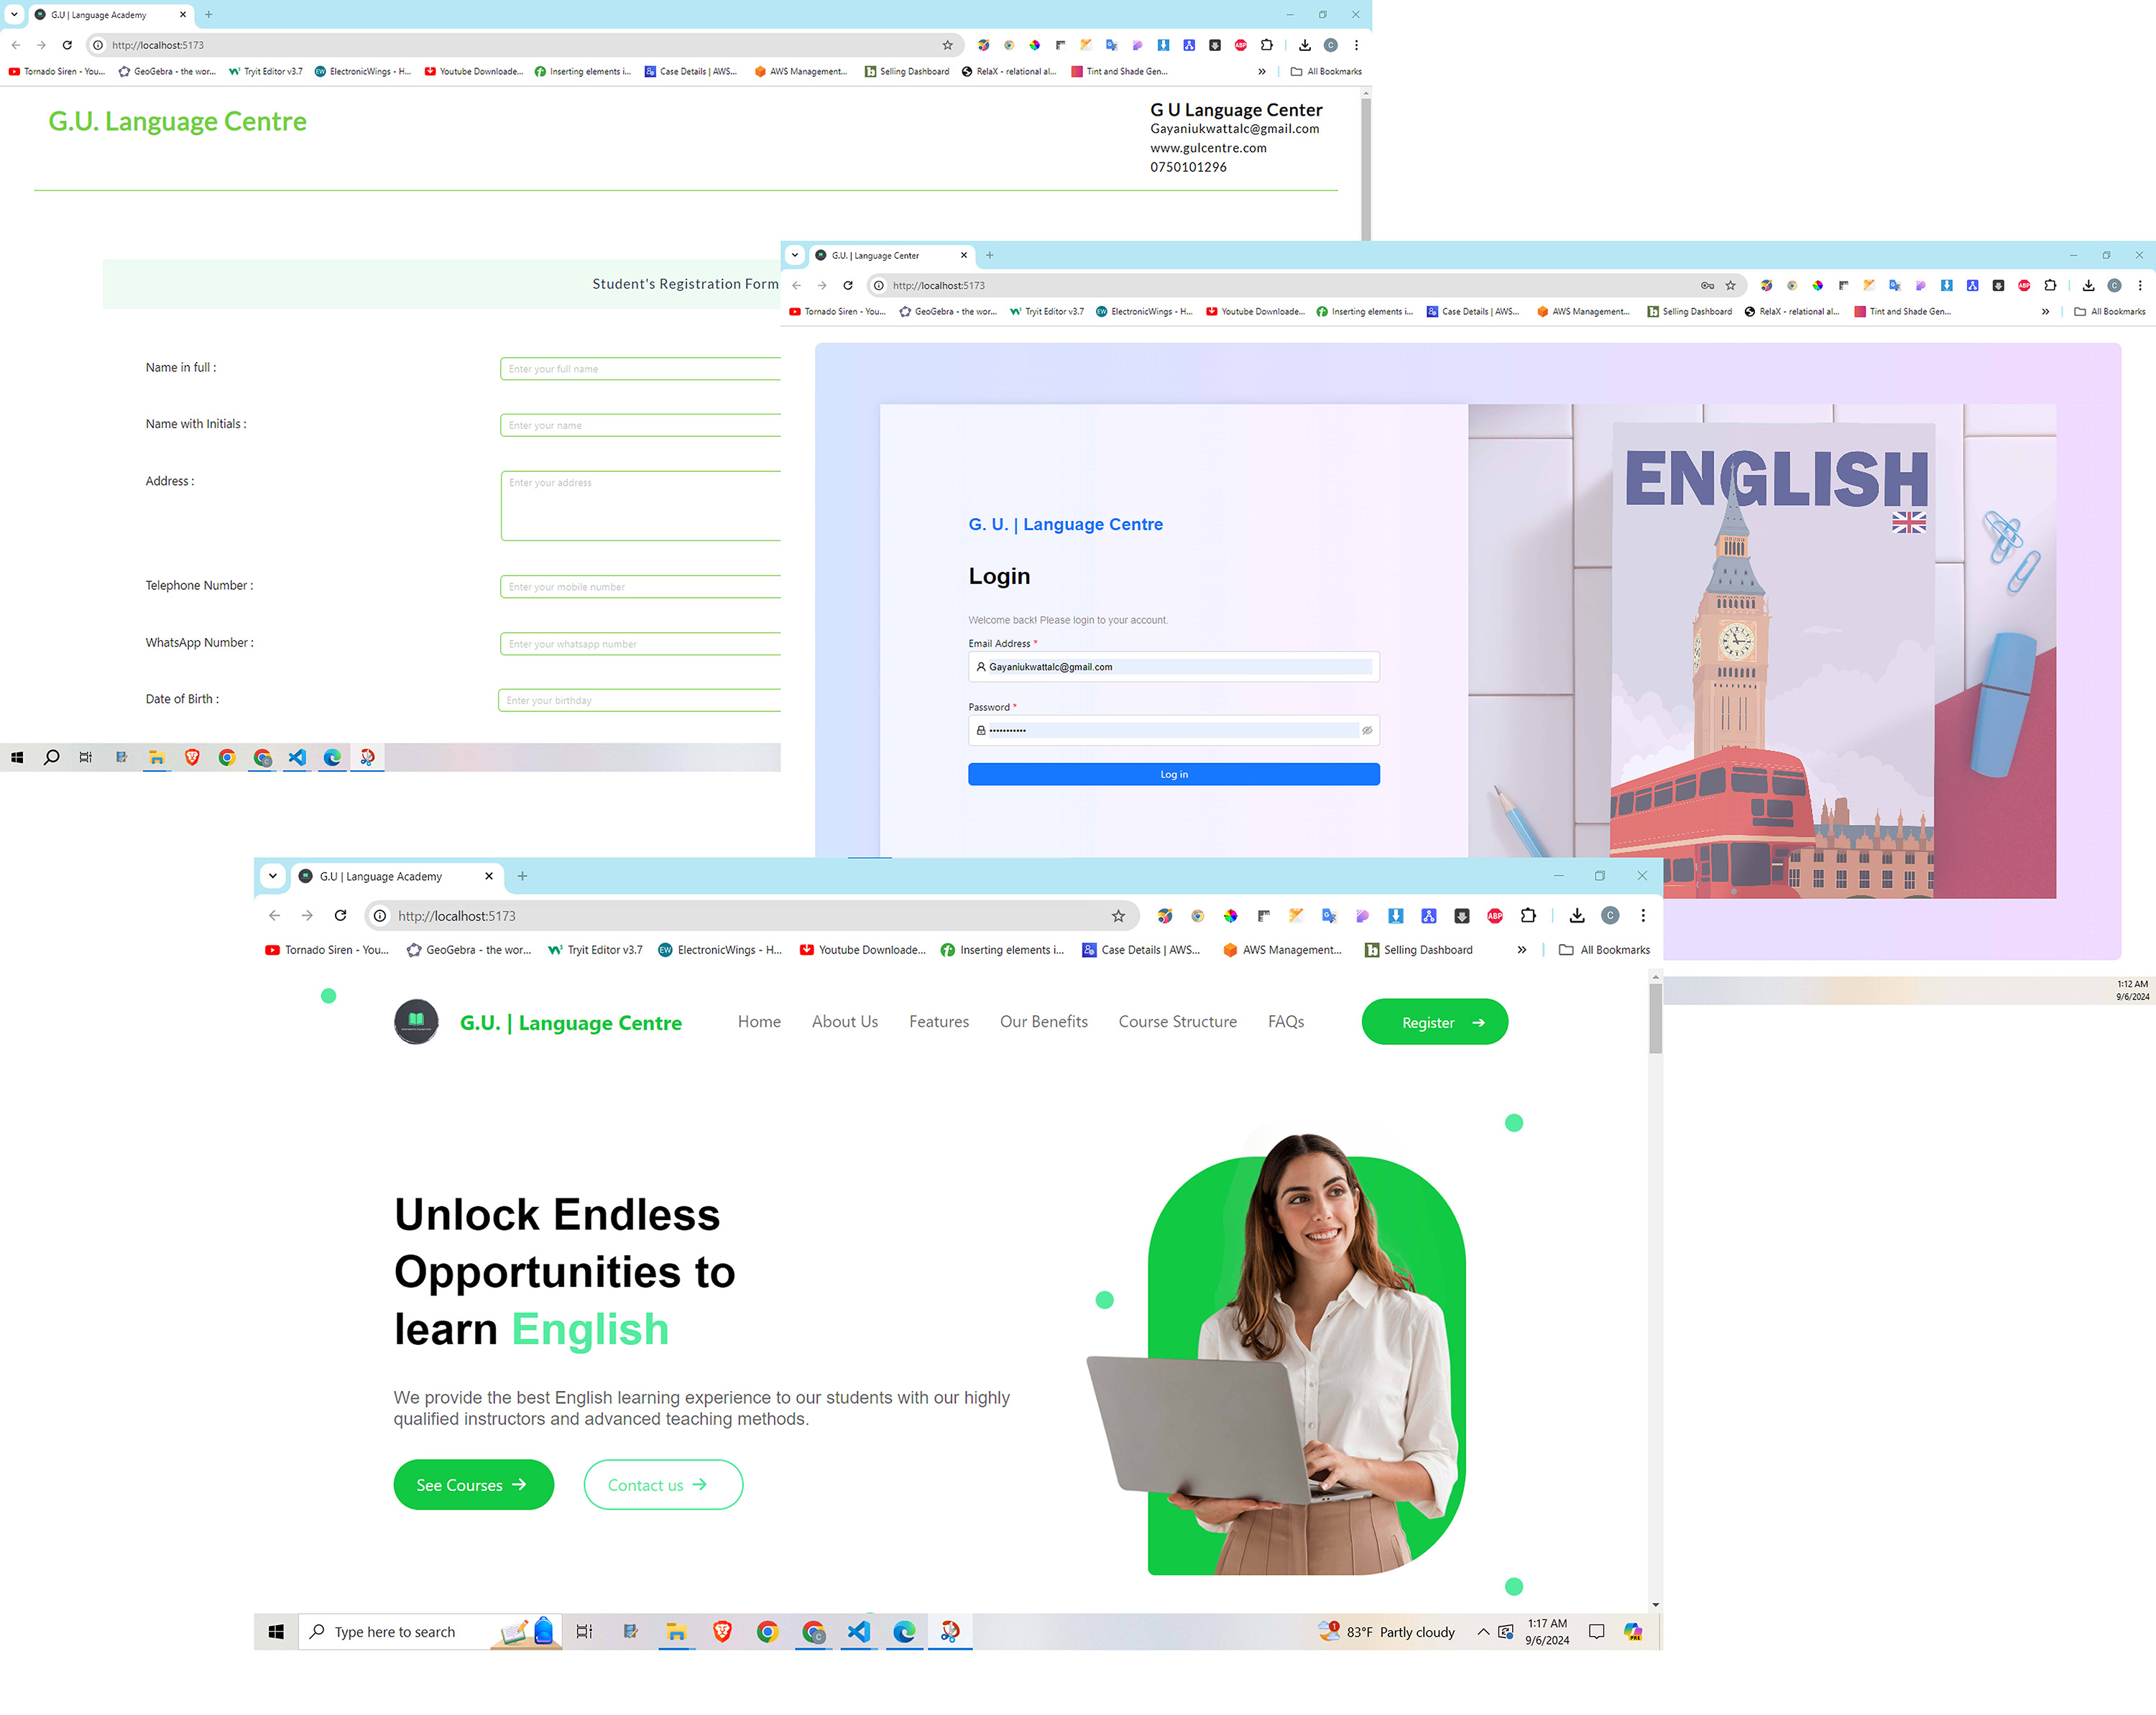 G.U | Language Academy
http://localhost:5173
Tornado Siren - You...
GeoGebra - the wor...
Tryit Editor v3.7
ElectronicWings - H...
Youtube Downloade...
Inserting elements i...
Case Details | AWS...
AWS Management...
Selling Dashboard
RelaX - relational al...
Tint and Shade Gen...
All Bookmarks
G.U. Language Centre
G U Language Center
Gayaniukwattalc@gmail.com
www.gulcentre.com
0750101296
Student's Registration Form
Name in full :
Enter your full name
Name with Initials :
Enter your name
Address :
Enter your address
Telephone Number :
Enter your mobile number
WhatsApp Number :
Enter your whatsapp number
Date of Birth :
Enter your birthday
G.U. | Language Center
http://localhost:5173
Tornado Siren - You...
GeoGebra - the wor...
Tryit Editor v3.7
ElectronicWings - H...
Youtube Downloade...
Inserting elements i...
Case Details | AWS...
AWS Management...
Selling Dashboard
RelaX - relational al...
Tint and Shade Gen...
All Bookmarks
G. U. | Language Centre
Login
Welcome back! Please login to your account.
Email Address *
Gayaniukwattalc@gmail.com
Password *
•••••••••••
Log in
ENGLISH
1:12 AM
9/6/2024
G.U | Language Academy
http://localhost:5173
ABP
C
Tornado Siren - You...
GeoGebra - the wor...
Tryit Editor v3.7
ElectronicWings - H...
Youtube Downloade...
Inserting elements i...
Case Details | AWS...
AWS Management...
Selling Dashboard
All Bookmarks
G.U. | Language Centre
Home
About Us
Features
Our Benefits
Course Structure
FAQs
Register
Unlock Endless
Opportunities to
learn English
We provide the best English learning experience to our students with our highly
qualified instructors and advanced teaching methods.
See Courses
Contact us
Type here to search
83°F Partly cloudy
1:17 AM
9/6/2024